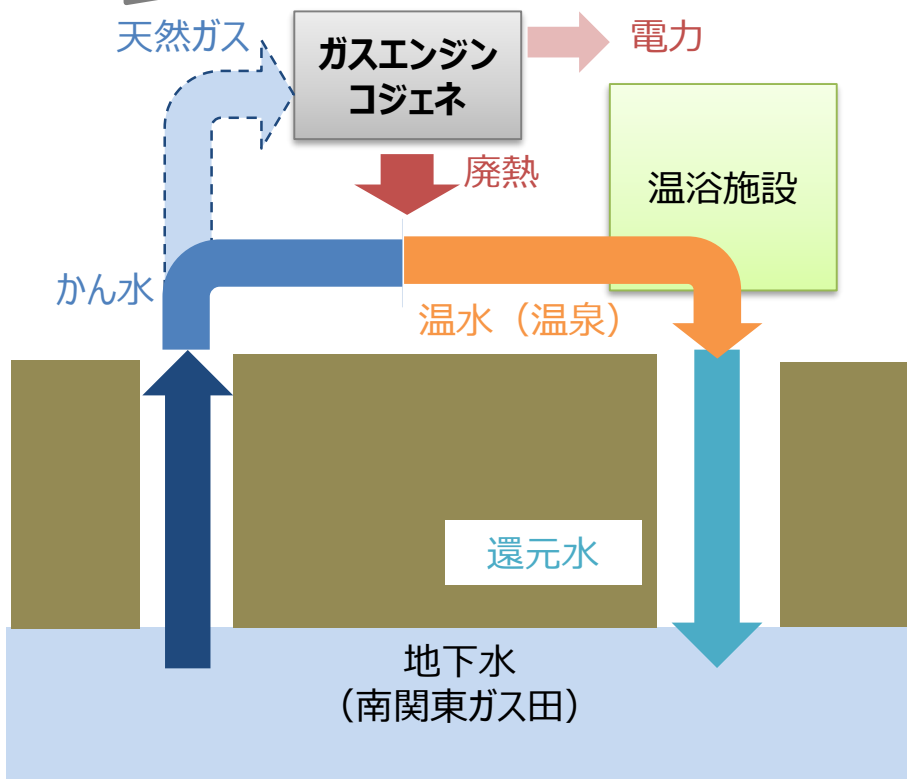 天然ガス
ガスエンジン
コジェネ
電力
廃熱
温浴施設
かん水
温水（温泉）
還元水
地下水
（南関東ガス田）